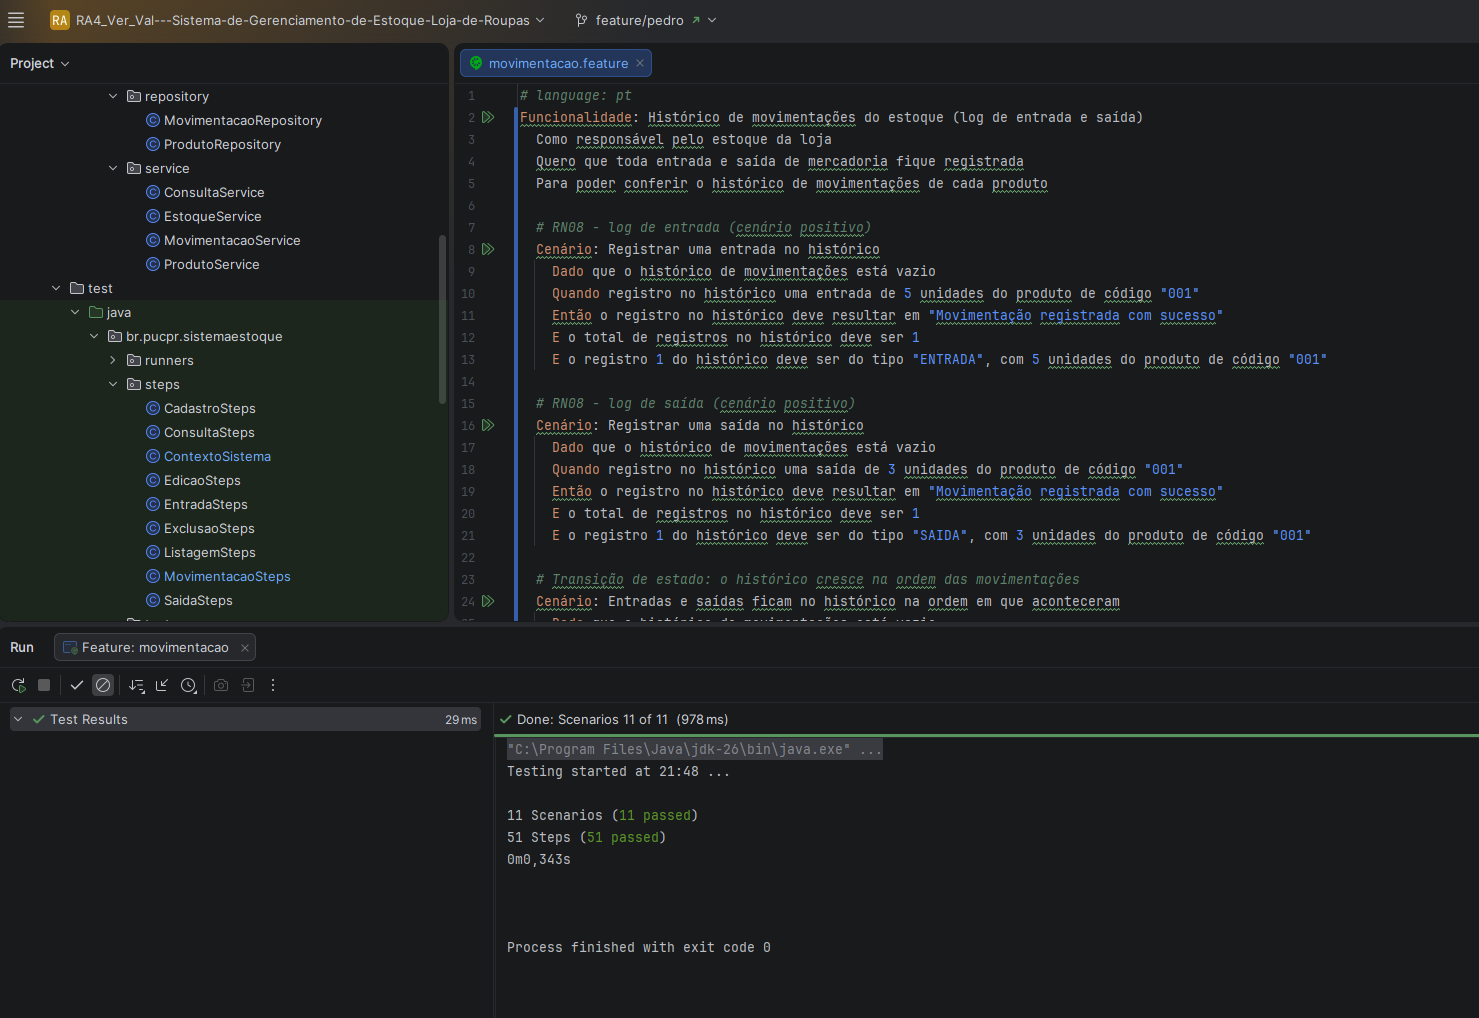 RA RA4_Ver_Val---Sistema-de-Gerenciamento-de-Estoque-Loja-de-Roupas feature/pedro
Project
repository
MovimentacaoRepository
ProdutoRepository
service
ConsultaService
EstoqueService
MovimentacaoService
ProdutoService
test
java
br.pucpr.sistemaestoque
runners
steps
CadastroSteps
ConsultaSteps
ContextoSistema
EdicaoSteps
EntradaSteps
ExclusaoSteps
ListagemSteps
MovimentacaoSteps
SaidaSteps
movimentacao.feature
1 # language: pt
2 Funcionalidade: Histórico de movimentações do estoque (log de entrada e saída)
3 Como responsável pelo estoque da loja
4 Quero que toda entrada e saída de mercadoria fique registrada
5 Para poder conferir o histórico de movimentações de cada produto
6
7 # RN08 - log de entrada (cenário positivo)
8 Cenário: Registrar uma entrada no histórico
9 Dado que o histórico de movimentações está vazio
10 Quando registro no histórico uma entrada de 5 unidades do produto de código "001"
11 Então o registro no histórico deve resultar em "Movimentação registrada com sucesso"
12 E o total de registros no histórico deve ser 1
13 E o registro 1 do histórico deve ser do tipo "ENTRADA", com 5 unidades do produto de código "001"
14
15 # RN08 - log de saída (cenário positivo)
16 Cenário: Registrar uma saída no histórico
17 Dado que o histórico de movimentações está vazio
18 Quando registro no histórico uma saída de 3 unidades do produto de código "001"
19 Então o registro no histórico deve resultar em "Movimentação registrada com sucesso"
20 E o total de registros no histórico deve ser 1
21 E o registro 1 do histórico deve ser do tipo "SAIDA", com 3 unidades do produto de código "001"
22
23 # Transição de estado: o histórico cresce na ordem das movimentações
24 Cenário: Entradas e saídas ficam no histórico na ordem em que aconteceram
Run Feature: movimentacao
Test Results 29 ms
Done: Scenarios 11 of 11 (978 ms)
"C:\Program Files\Java\jdk-26\bin\java.exe" ...
Testing started at 21:48 ...
11 Scenarios (11 passed)
51 Steps (51 passed)
0m0,343s
Process finished with exit code 0